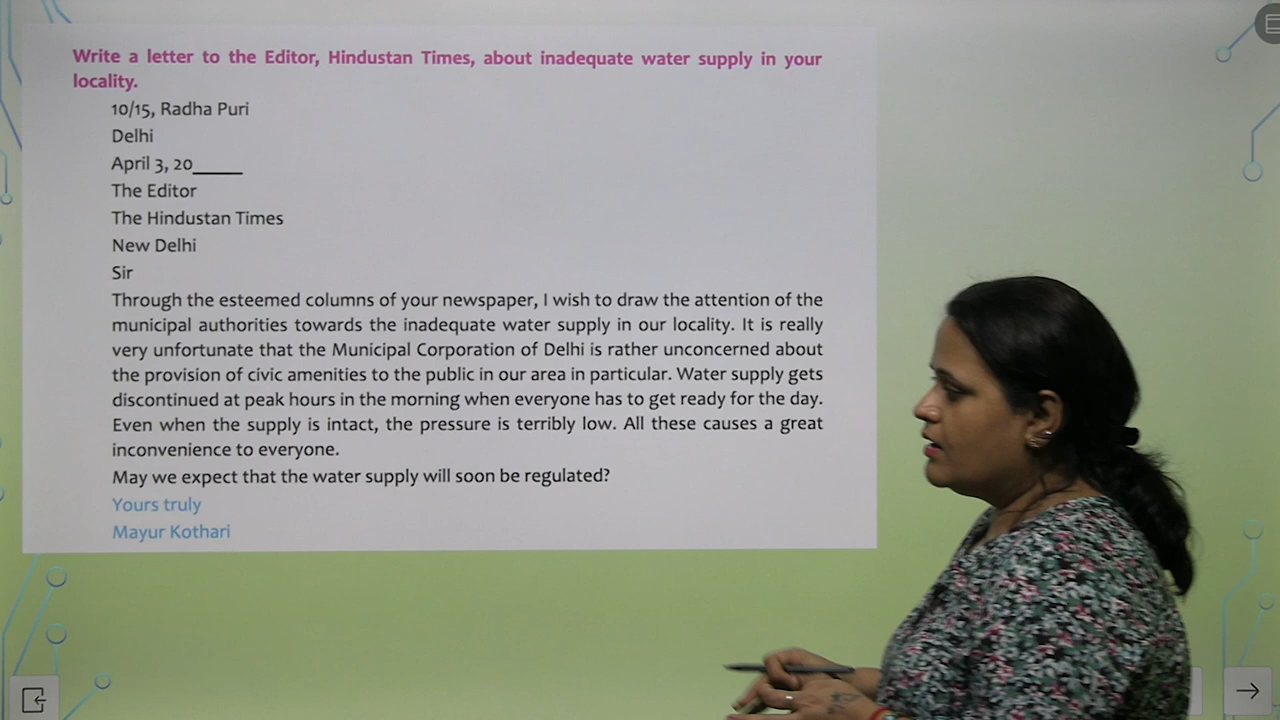 Write a letter to the Editor, Hindustan Times, about inadequate water supply in your
locality.
10/15, Radha Puri
Delhi
April 3, 20_____
The Editor
The Hindustan Times
New Delhi
Sir
Through the esteemed columns of your newspaper, I wish to draw the attention of the
municipal authorities towards the inadequate water supply in our locality. It is really
very unfortunate that the Municipal Corporation of Delhi is rather unconcerned about
the provision of civic amenities to the public in our area in particular. Water supply gets
discontinued at peak hours in the morning when everyone has to get ready for the day.
Even when the supply is intact, the pressure is terribly low. All these causes a great
inconvenience to everyone.
May we expect that the water supply will soon be regulated?
Yours truly
Mayur Kothari